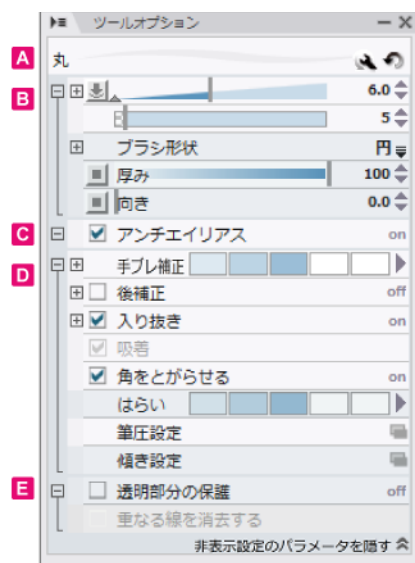 ツールオプション
A 丸
B 6.0
5
ブラシ形状 円
厚み 100
向き 0.0
C アンチエイリアス on
D 手ブレ補正
後補正 off
入り抜き on
吸着
角をとがらせる on
はらい
筆圧設定
傾き設定
E 透明部分の保護 off
重なる線を消去する
非表示設定のパラメータを隠す